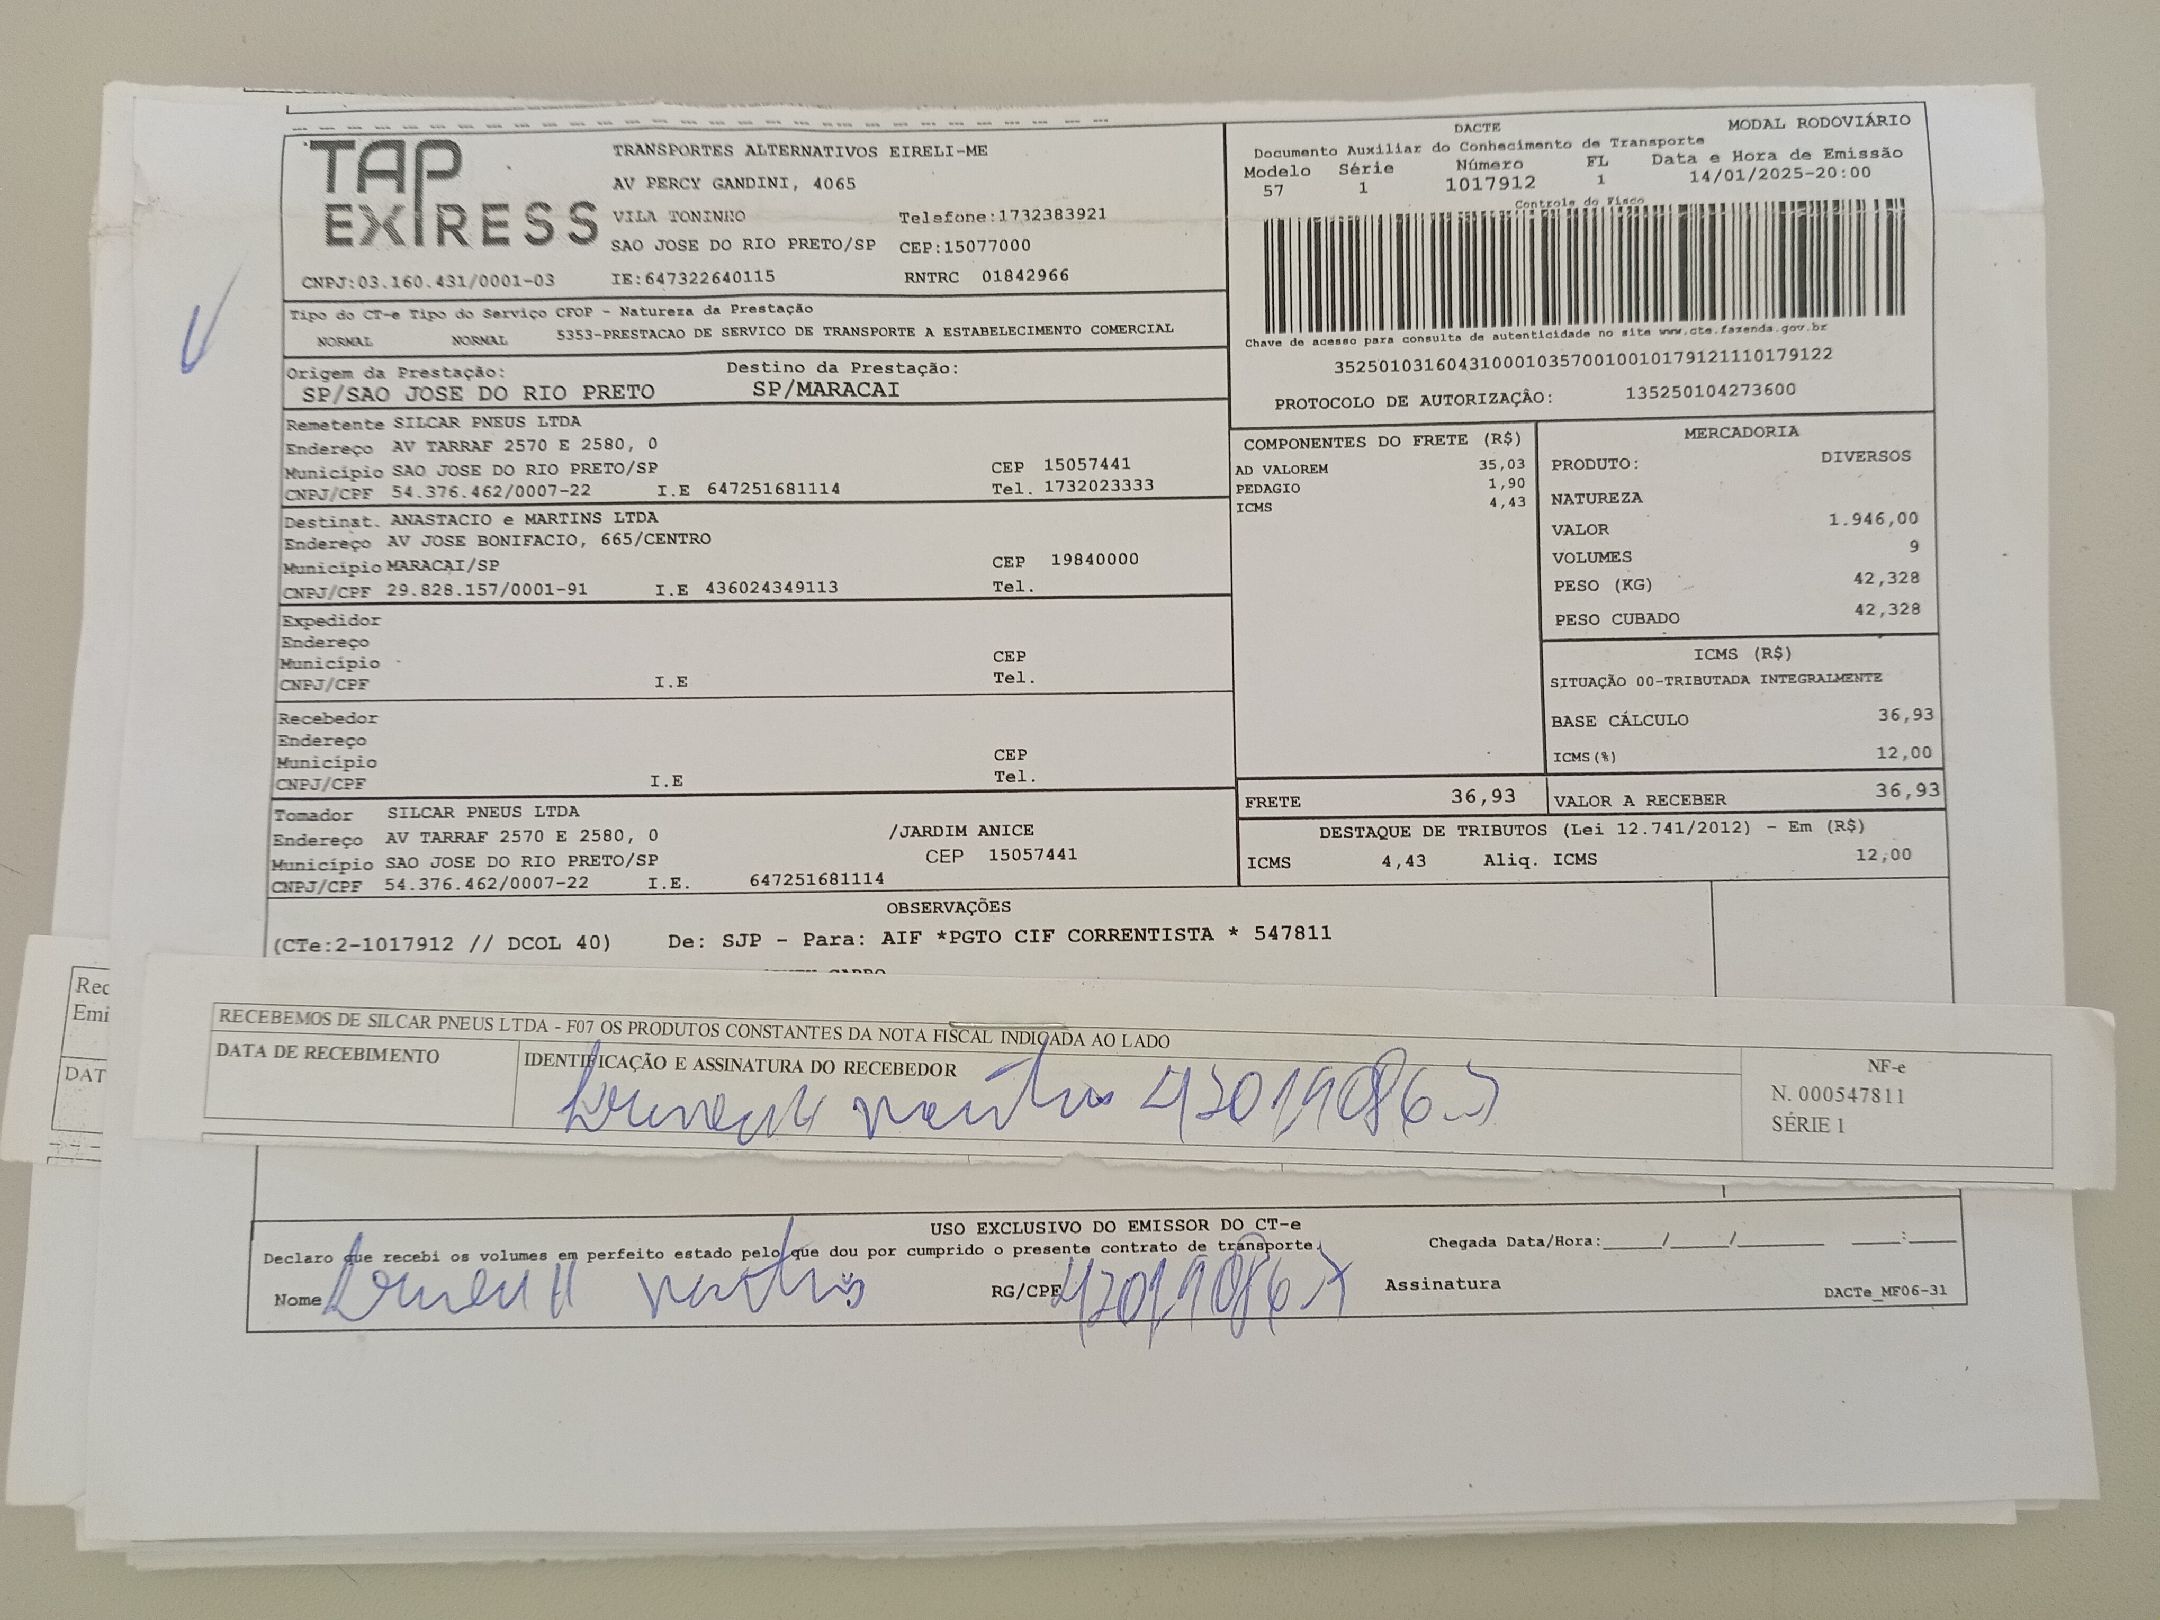 TAP EXPRESS
TRANSPORTES ALTERNATIVOS EIRELI-ME
AV PERCY GANDINI, 4065
VILA TONINHO Telefone:1732383921
SAO JOSE DO RIO PRETO/SP CEP:15077000
CNPJ:03.160.431/0001-03 IE:647322640115 RNTRC 01842966
DACTE MODAL RODOVIÁRIO
Documento Auxiliar do Conhecimento de Transporte
Modelo Série Número FL Data e Hora de Emissão
57 1 1017912 1 14/01/2025-20:00
Controle do Fisco
Chave de acesso para consulta de autenticidade no site www.cte.fazenda.gov.br
35250103160431000103570010010179121110179122
PROTOCOLO DE AUTORIZAÇÃO: 135250104273600
Tipo do CT-e Tipo do Serviço CFOP - Natureza da Prestação
NORMAL NORMAL 5353-PRESTACAO DE SERVICO DE TRANSPORTE A ESTABELECIMENTO COMERCIAL
Origem da Prestação: Destino da Prestação:
SP/SAO JOSE DO RIO PRETO SP/MARACAI
Remetente SILCAR PNEUS LTDA
Endereço AV TARRAF 2570 E 2580, 0
Município SAO JOSE DO RIO PRETO/SP CEP 15057441
CNPJ/CPF 54.376.462/0007-22 I.E 647251681114 Tel. 1732023333
Destinat. ANASTACIO e MARTINS LTDA
Endereço AV JOSE BONIFACIO, 665/CENTRO
Município MARACAI/SP CEP 19840000
CNPJ/CPF 29.828.157/0001-91 I.E 436024349113 Tel.
Expedidor
Endereço
Município CEP
CNPJ/CPF I.E Tel.
Recebedor
Endereço
Município CEP
CNPJ/CPF I.E Tel.
Tomador SILCAR PNEUS LTDA
Endereço AV TARRAF 2570 E 2580, 0 /JARDIM ANICE
Município SAO JOSE DO RIO PRETO/SP CEP 15057441
CNPJ/CPF 54.376.462/0007-22 I.E. 647251681114
COMPONENTES DO FRETE (R$)
AD VALOREM 35,03
PEDAGIO 1,90
ICMS 4,43
MERCADORIA
PRODUTO: DIVERSOS
NATUREZA
VALOR 1.946,00
VOLUMES 9
PESO (KG) 42,328
PESO CUBADO 42,328
ICMS (R$)
SITUAÇÃO 00-TRIBUTADA INTEGRALMENTE
BASE CÁLCULO 36,93
ICMS(%) 12,00
FRETE 36,93 VALOR A RECEBER 36,93
DESTAQUE DE TRIBUTOS (Lei 12.741/2012) - Em (R$)
ICMS 4,43 Aliq. ICMS 12,00
OBSERVAÇÕES
(CTe:2-1017912 // DCOL 40) De: SJP - Para: AIF *PGTO CIF CORRENTISTA * 547811
Rec
Emi
DAT
RECEBEMOS DE SILCAR PNEUS LTDA - F07 OS PRODUTOS CONSTANTES DA NOTA FISCAL INDICADA AO LADO
DATA DE RECEBIMENTO IDENTIFICAÇÃO E ASSINATURA DO RECEBEDOR
NF-e
N. 000547811
SÉRIE 1
USO EXCLUSIVO DO EMISSOR DO CT-e
Declaro que recebi os volumes em perfeito estado pelo que dou por cumprido o presente contrato de transporte. Chegada Data/Hora:_____/_____/________ ____:____
Nome RG/CPF Assinatura
DACTe_MF06-31